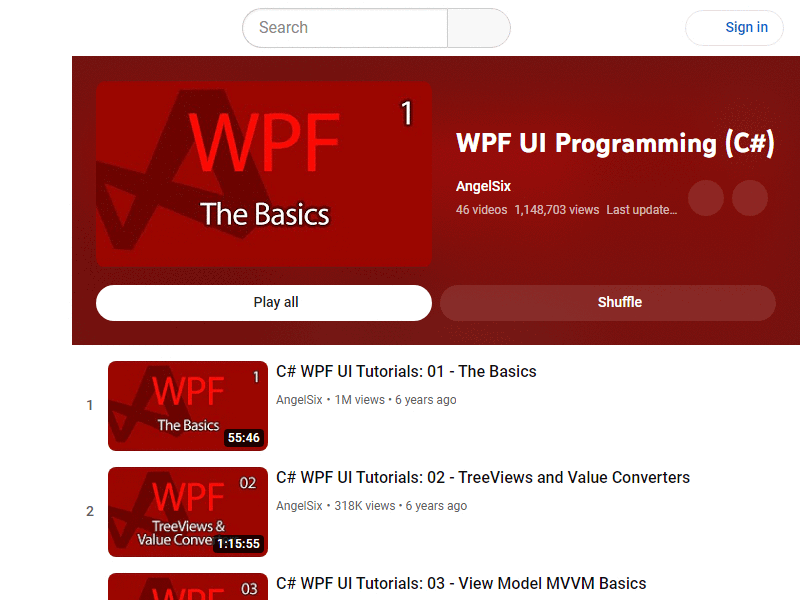 Search
Sign in
1
WPF
The Basics
WPF UI Programming (C#)
AngelSix
46 videos 1,148,703 views Last update...
Play all
Shuffle
1
1
WPF
The Basics
55:46
C# WPF UI Tutorials: 01 - The Basics
AngelSix • 1M views • 6 years ago
2
02
WPF
TreeViews &
Value Conve
1:15:55
C# WPF UI Tutorials: 02 - TreeViews and Value Converters
AngelSix • 318K views • 6 years ago
03
WPF
C# WPF UI Tutorials: 03 - View Model MVVM Basics